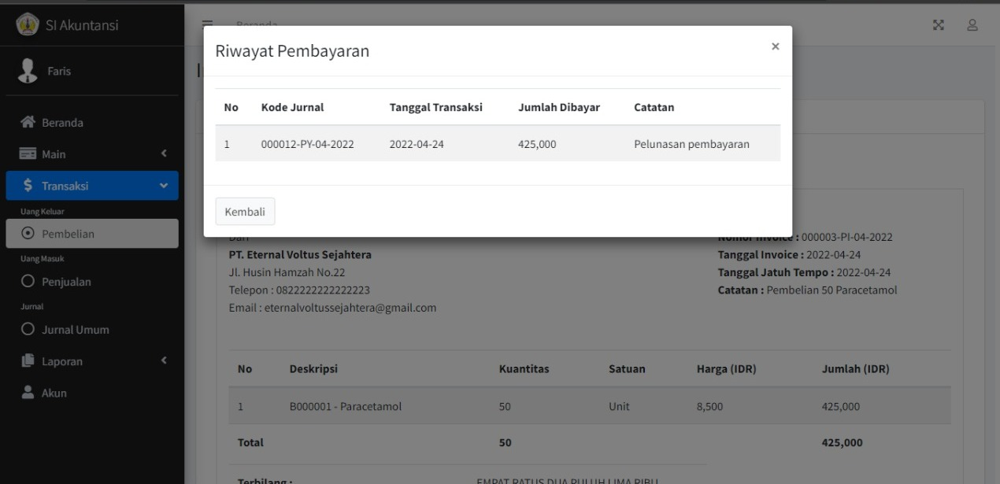 SI Akuntansi
Faris
Beranda
Main
Transaksi
Uang Keluar
Pembelian
Uang Masuk
Penjualan
Jurnal
Jurnal Umum
Laporan
Akun
Beranda
Riwayat Pembayaran
×
No Kode Jurnal Tanggal Transaksi Jumlah Dibayar Catatan
1 000012-PY-04-2022 2022-04-24 425,000 Pelunasan pembayaran
Kembali
Dari
PT. Eternal Voltus Sejahtera
Jl. Husin Hamzah No.22
Telepon : 0822222222222223
Email : eternalvoltussejahtera@gmail.com
Nomor Invoice : 000003-PI-04-2022
Tanggal Invoice : 2022-04-24
Tanggal Jatuh Tempo : 2022-04-24
Catatan : Pembelian 50 Paracetamol
No Deskripsi Kuantitas Satuan Harga (IDR) Jumlah (IDR)
1 B000001 - Paracetamol 50 Unit 8,500 425,000
Total 50 425,000
Terbilang : EMPAT RATUS DUA PULUH LIMA RIBU